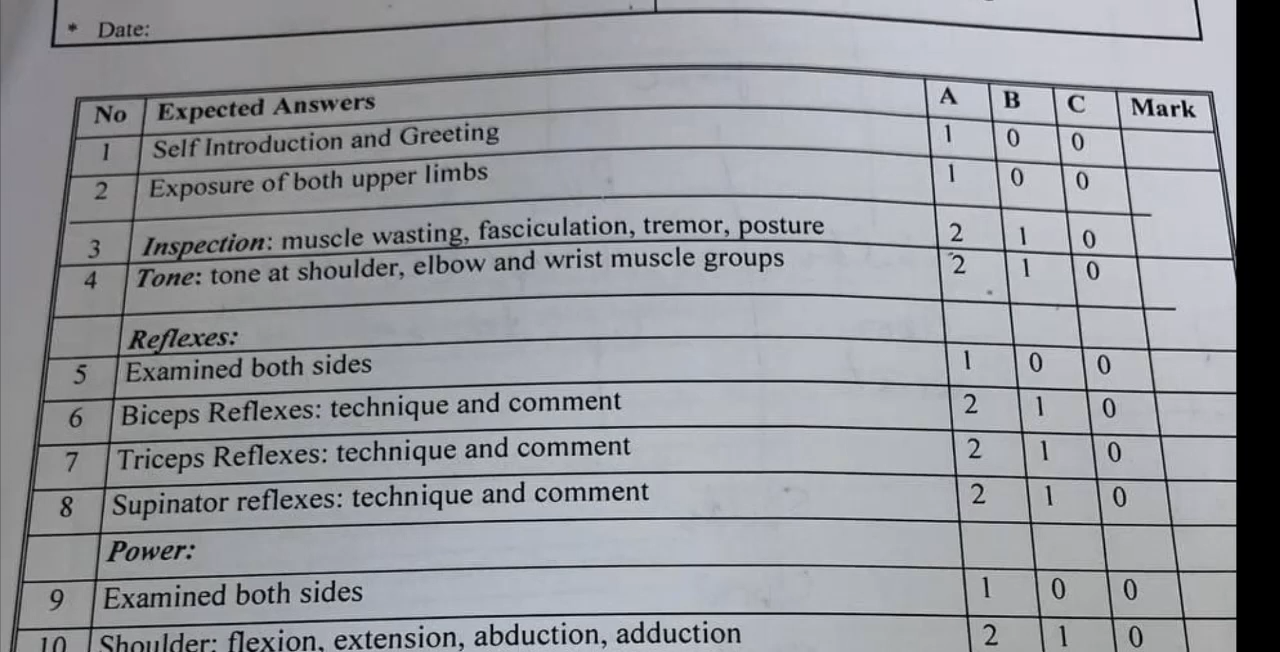 * Date:
No Expected Answers A B C Mark
1 Self Introduction and Greeting 1 0 0
2 Exposure of both upper limbs 1 0 0
3 Inspection: muscle wasting, fasciculation, tremor, posture 2 1 0
4 Tone: tone at shoulder, elbow and wrist muscle groups 2 1 0
Reflexes:
5 Examined both sides 1 0 0
6 Biceps Reflexes: technique and comment 2 1 0
7 Triceps Reflexes: technique and comment 2 1 0
8 Supinator reflexes: technique and comment 2 1 0
Power:
9 Examined both sides 1 0 0
10 Shoulder: flexion, extension, abduction, adduction 2 1 0